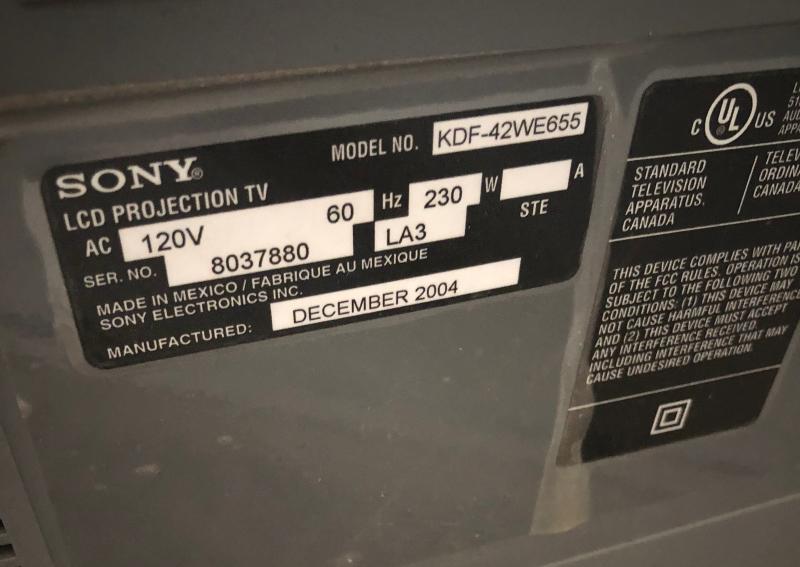 SONY®
MODEL NO. KDF-42WE655
LCD PROJECTION TV
AC 120V 60 Hz 230 W A
SER. NO. 8037880 LA3 STE
MADE IN MEXICO / FABRIQUE AU MEXIQUE
SONY ELECTRONICS INC.
MANUFACTURED: DECEMBER 2004
C UL US
STANDARD
TELEVISION
APPARATUS,
CANADA
CANADA
THIS DEVICE COMPLIES WITH
OF THE FCC RULES. OPERATION
SUBJECT TO THE FOLLOWING TWO
CONDITIONS: (1) THIS DEVICE MAY
NOT CAUSE HARMFUL INTERFERENCE
AND (2) THIS DEVICE MUST ACCEPT
ANY INTERFERENCE RECEIVED,
INCLUDING INTERFERENCE THAT MAY
CAUSE UNDESIRED OPERATION.